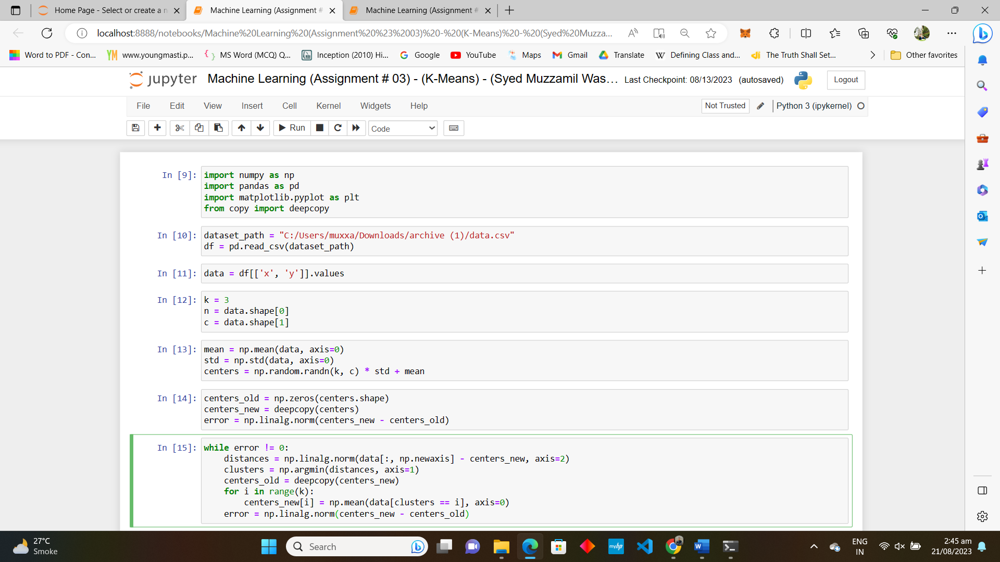 Home Page - Select or create a n
Machine Learning (Assignment #
Machine Learning (Assignment #
localhost:8888/notebooks/Machine%20Learning%20(Assignment%20%23%2003)%20-%20(K-Means)%20-%20(Syed%20Muzza...
Word to PDF - Con...
www.youngmasti.p...
MS Word (MCQ) Q...
Inception (2010) Hi...
Google
YouTube
Maps
Gmail
Translate
Defining Class and...
The Truth Shall Set...
Other favorites
jupyter
Machine Learning (Assignment # 03) - (K-Means) - (Syed Muzzamil Was...
Last Checkpoint: 08/13/2023 (autosaved)
Logout
File Edit View Insert Cell Kernel Widgets Help
Not Trusted
Python 3 (ipykernel)
Run
Code
In [9]:
import numpy as np
import pandas as pd
import matplotlib.pyplot as plt
from copy import deepcopy
In [10]:
dataset_path = "C:/Users/muxxa/Downloads/archive (1)/data.csv"
df = pd.read_csv(dataset_path)
In [11]:
data = df[['x', 'y']].values
In [12]:
k = 3
n = data.shape[0]
c = data.shape[1]
In [13]:
mean = np.mean(data, axis=0)
std = np.std(data, axis=0)
centers = np.random.randn(k, c) * std + mean
In [14]:
centers_old = np.zeros(centers.shape)
centers_new = deepcopy(centers)
error = np.linalg.norm(centers_new - centers_old)
In [15]:
while error != 0:
    distances = np.linalg.norm(data[:, np.newaxis] - centers_new, axis=2)
    clusters = np.argmin(distances, axis=1)
    centers_old = deepcopy(centers_new)
    for i in range(k):
        centers_new[i] = np.mean(data[clusters == i], axis=0)
    error = np.linalg.norm(centers_new - centers_old)
27°C
Smoke
Search
myhp
ENG
IN
2:45 am
21/08/2023